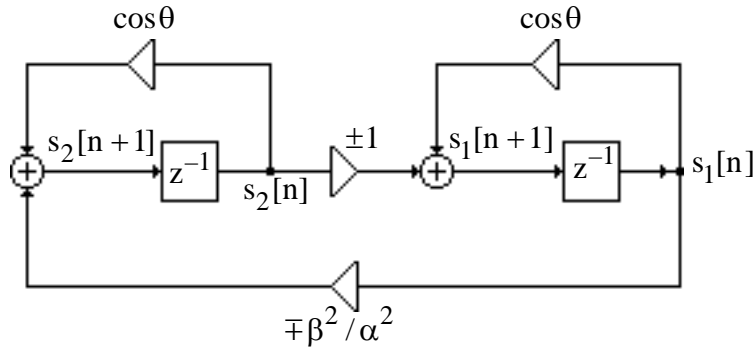 cosθ
cosθ
s₂[n + 1]
z⁻¹
s₂[n]
±1
s₁[n + 1]
z⁻¹
s₁[n]
∓β² / α²